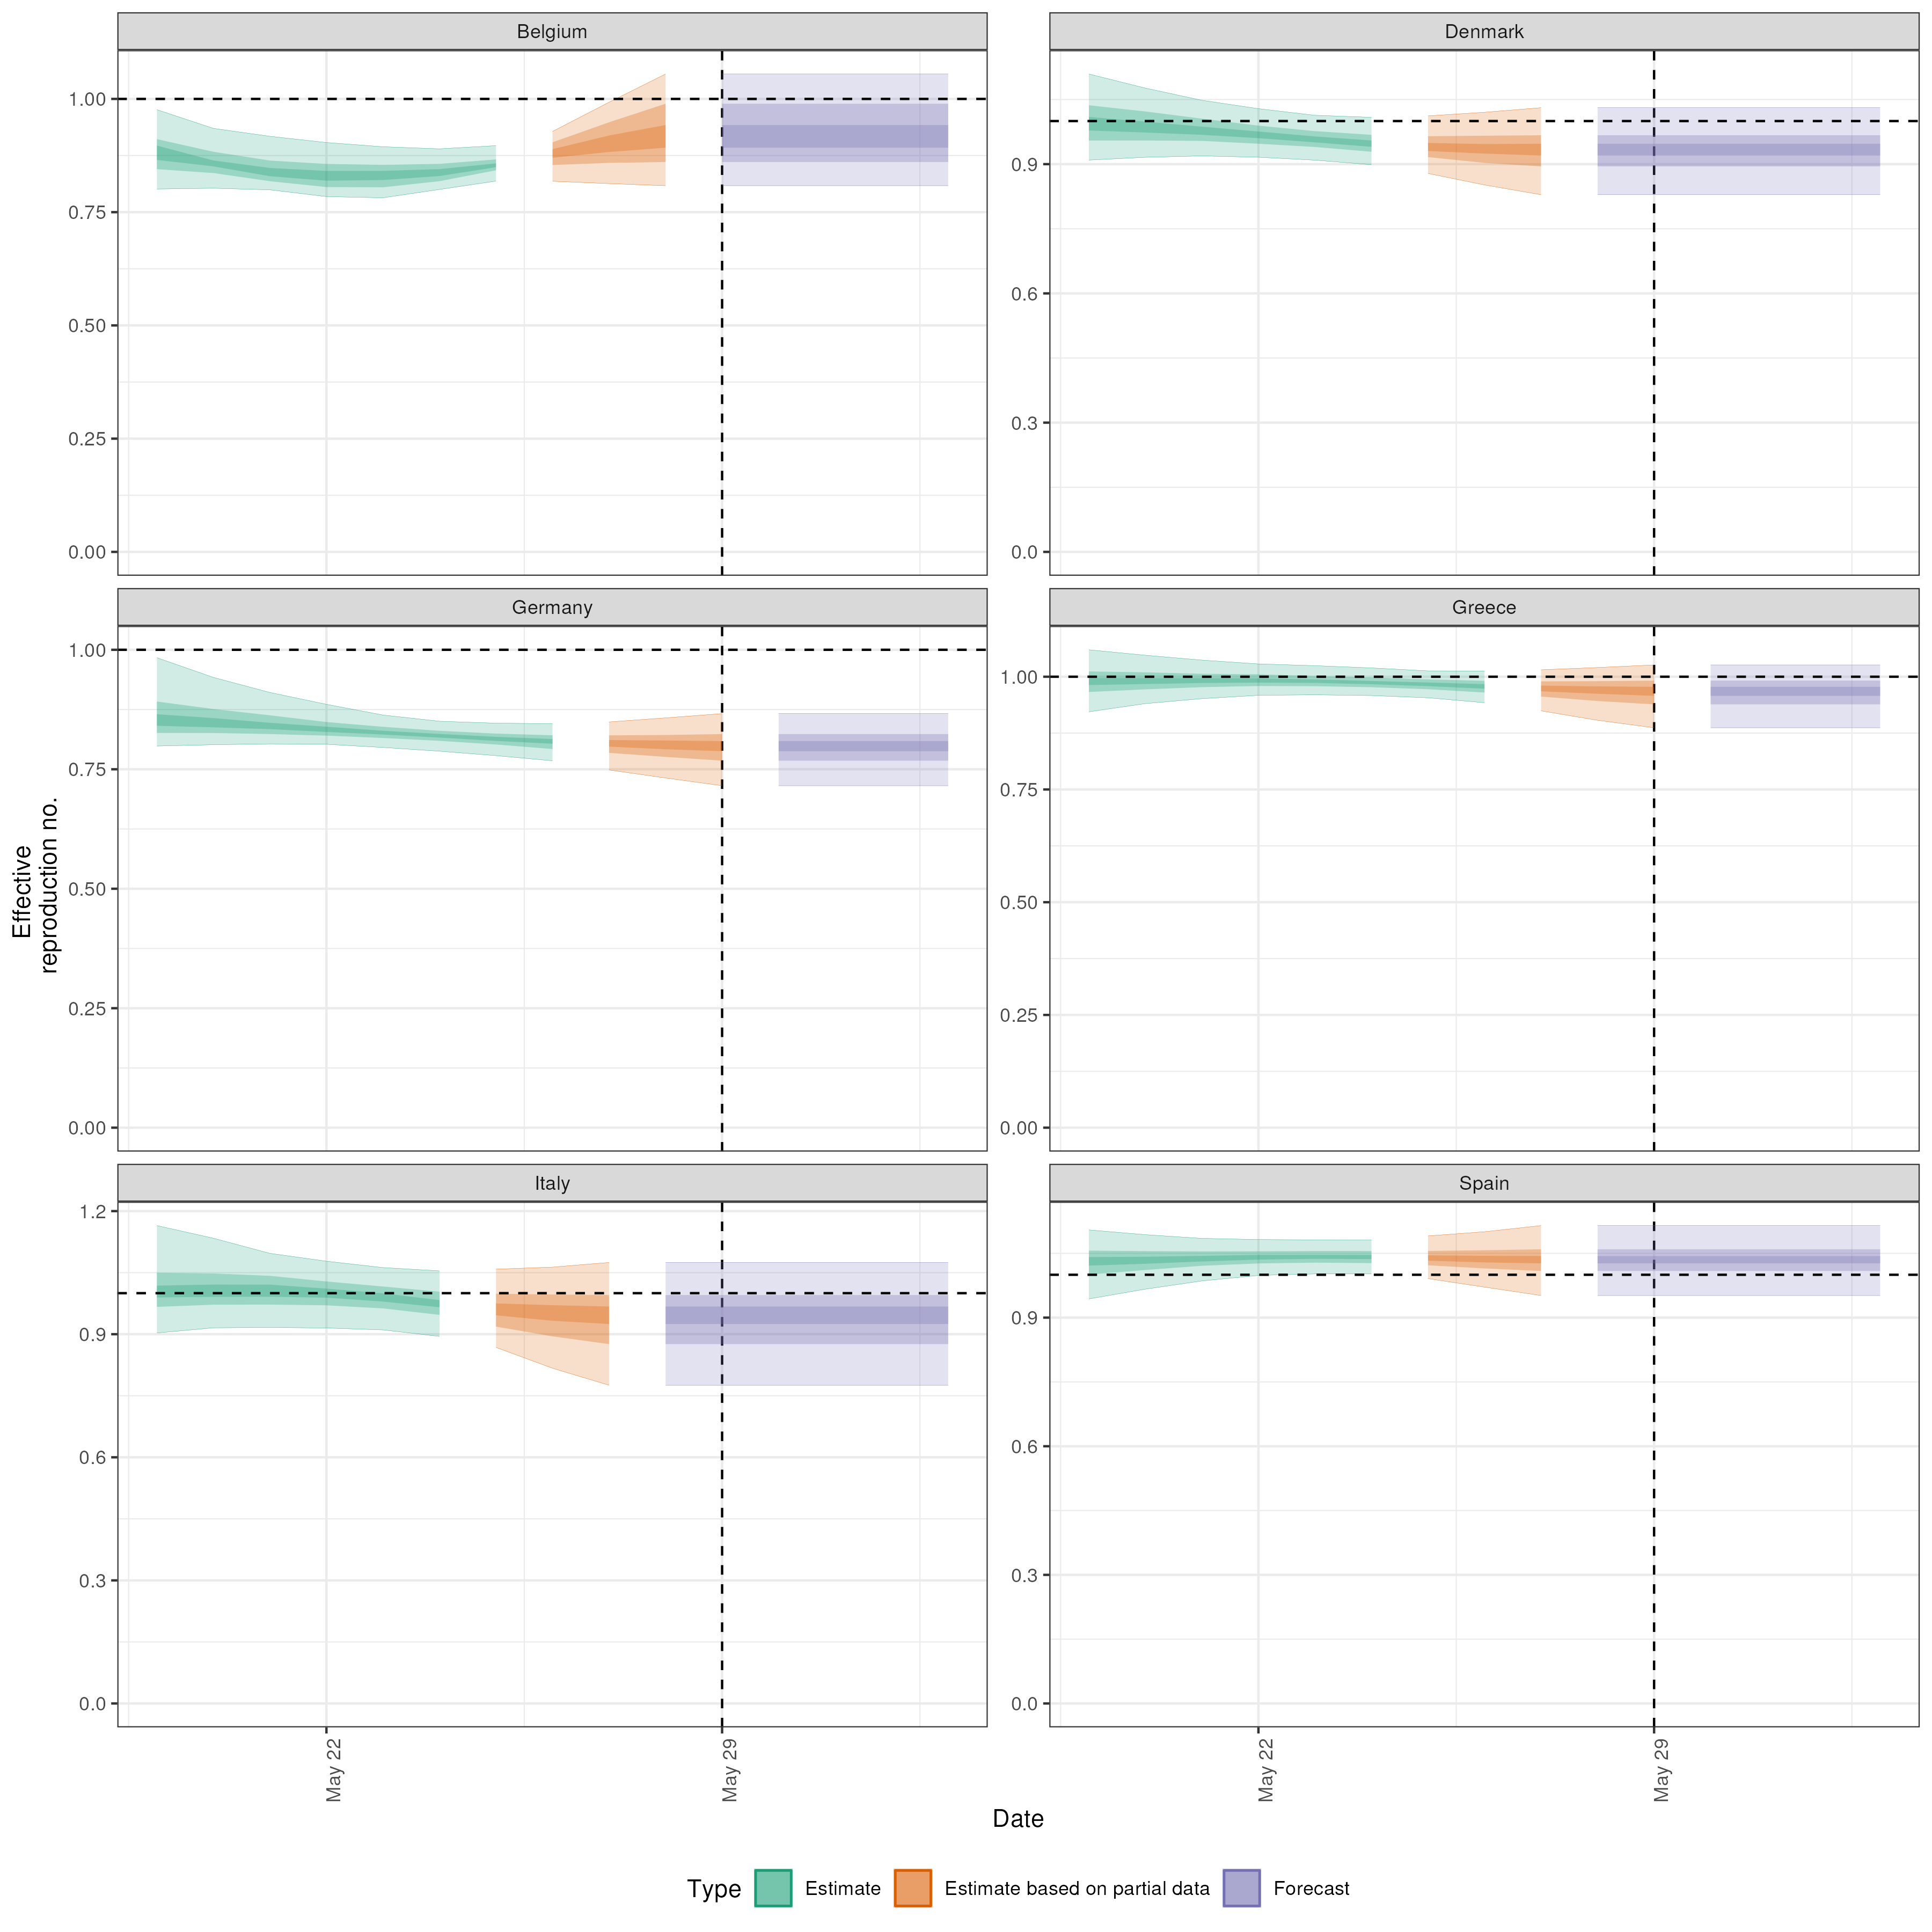 Belgium
Denmark
1.00
0.75
0.50
0.25
0.00
0.9
0.6
0.3
0.0
Germany
Greece
1.00
0.75
0.50
0.25
0.00
1.00
0.75
0.50
0.25
0.00
Effective
reproduction no.
Italy
Spain
1.2
0.9
0.6
0.3
0.0
0.9
0.6
0.3
0.0
May 22
May 29
May 22
May 29
Date
Type
Estimate
Estimate based on partial data
Forecast